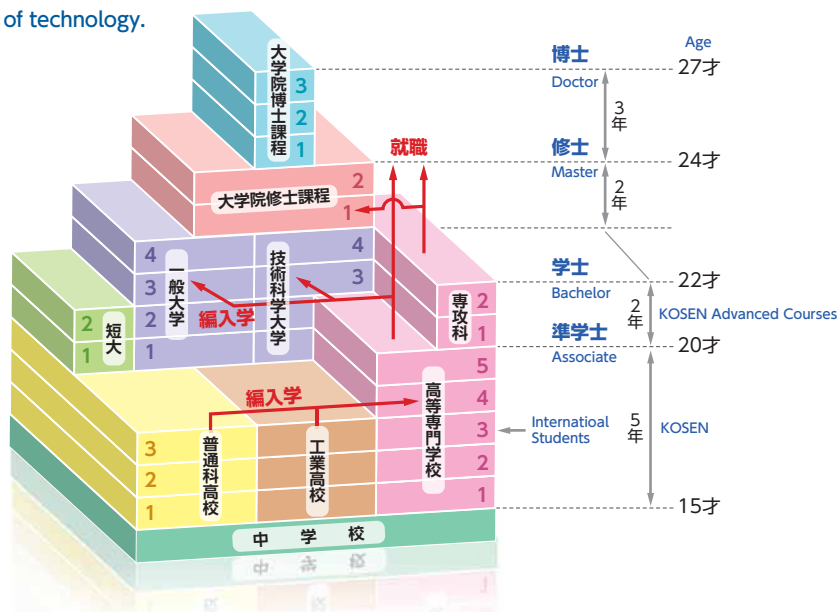 of technology.
Age
博士
Doctor
27才
3年
大学院博士課程
3
2
1
就職
修士
Master
24才
2年
大学院修士課程
2
1
学士
Bachelor
22才
2年
KOSEN Advanced Courses
4
3
2
1
一般大学
技術科学大学
4
3
編入学
専攻科
2
1
準学士
Associate
20才
短大
2
1
5
4
3
2
1
高等専門学校
編入学
Internatioal
Students
5年
KOSEN
3
2
1
普通科高校
工業高校
15才
中学校
中学校